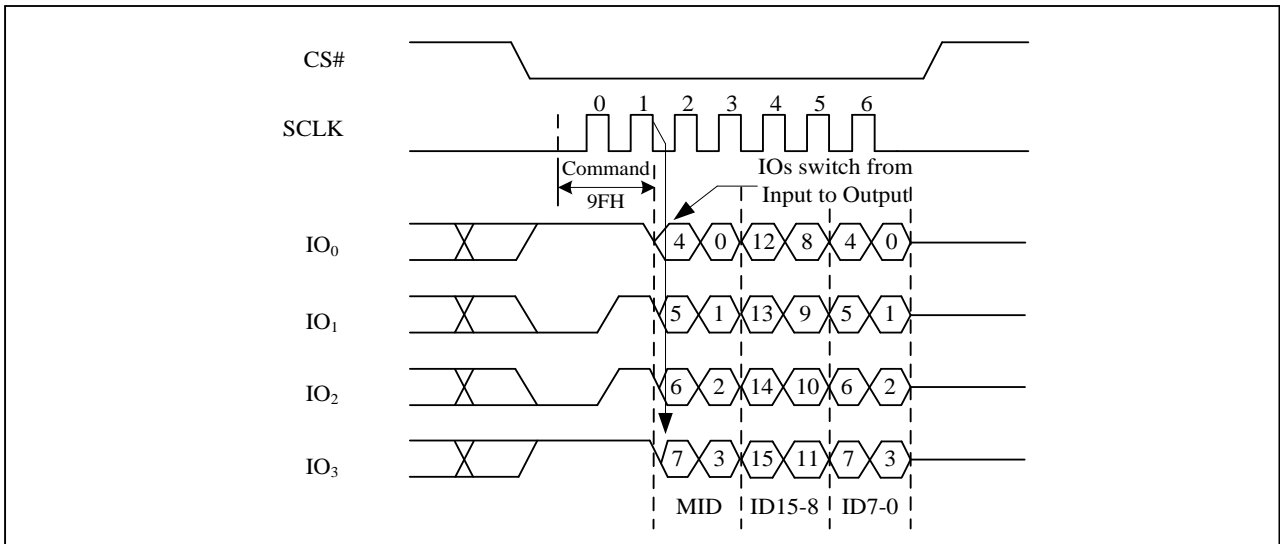 CS#
0 1 2 3 4 5 6
SCLK
Command
9FH
IOs switch from
Input to Output
IO₀
4 0 12 8 4 0
IO₁
5 1 13 9 5 1
IO₂
6 2 14 10 6 2
IO₃
7 3 15 11 7 3
MID ID15-8 ID7-0